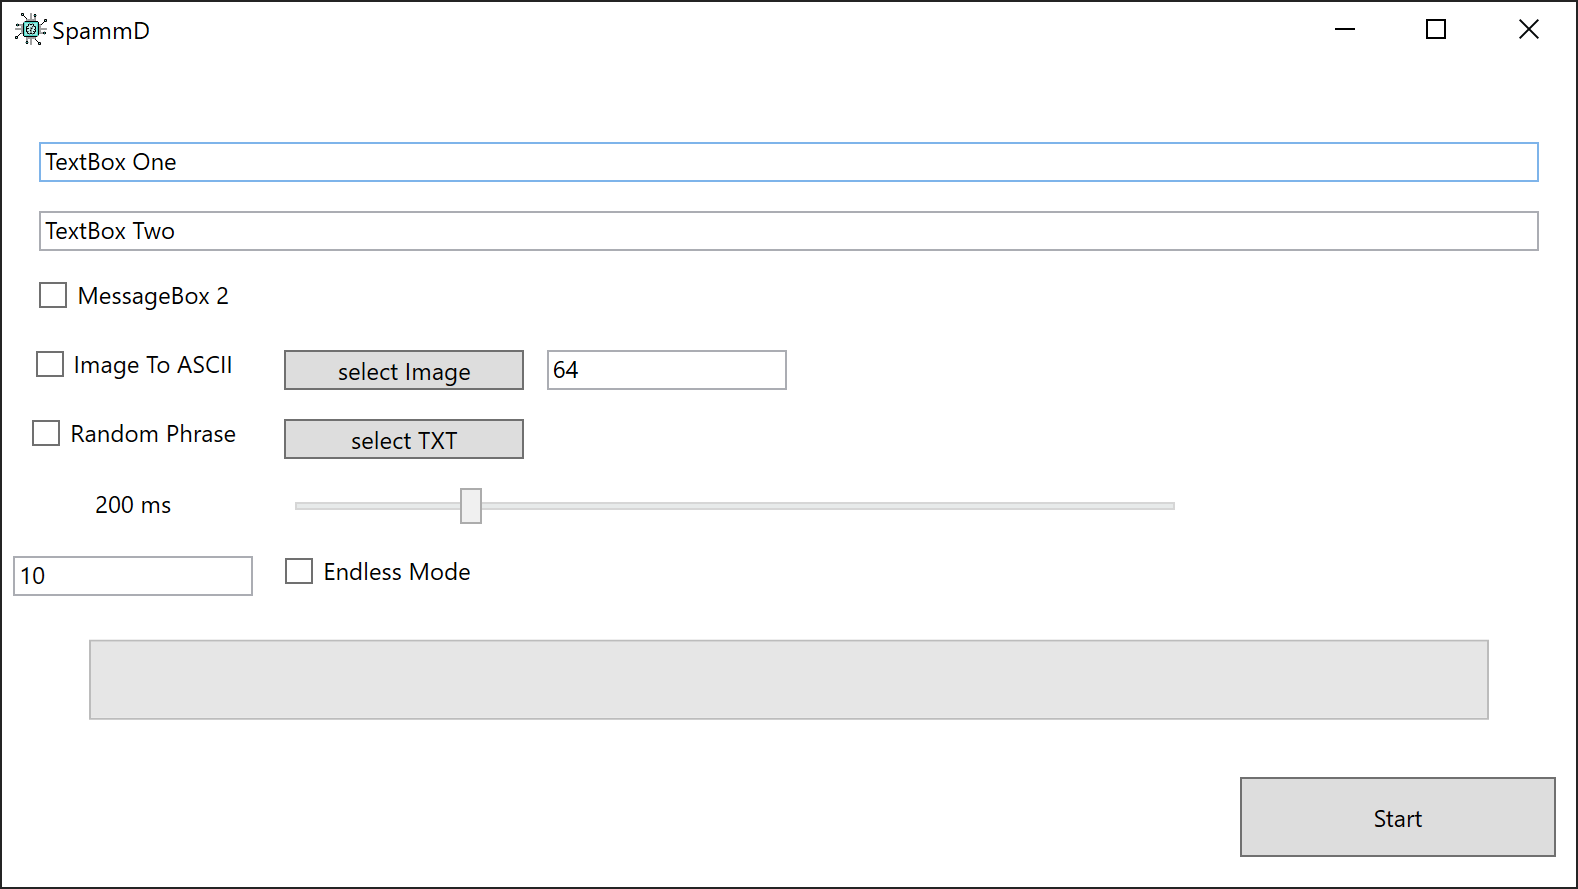 SpammD
TextBox One
TextBox Two
MessageBox 2
Image To ASCII select Image 64
Random Phrase select TXT
200 ms
10 Endless Mode
Start